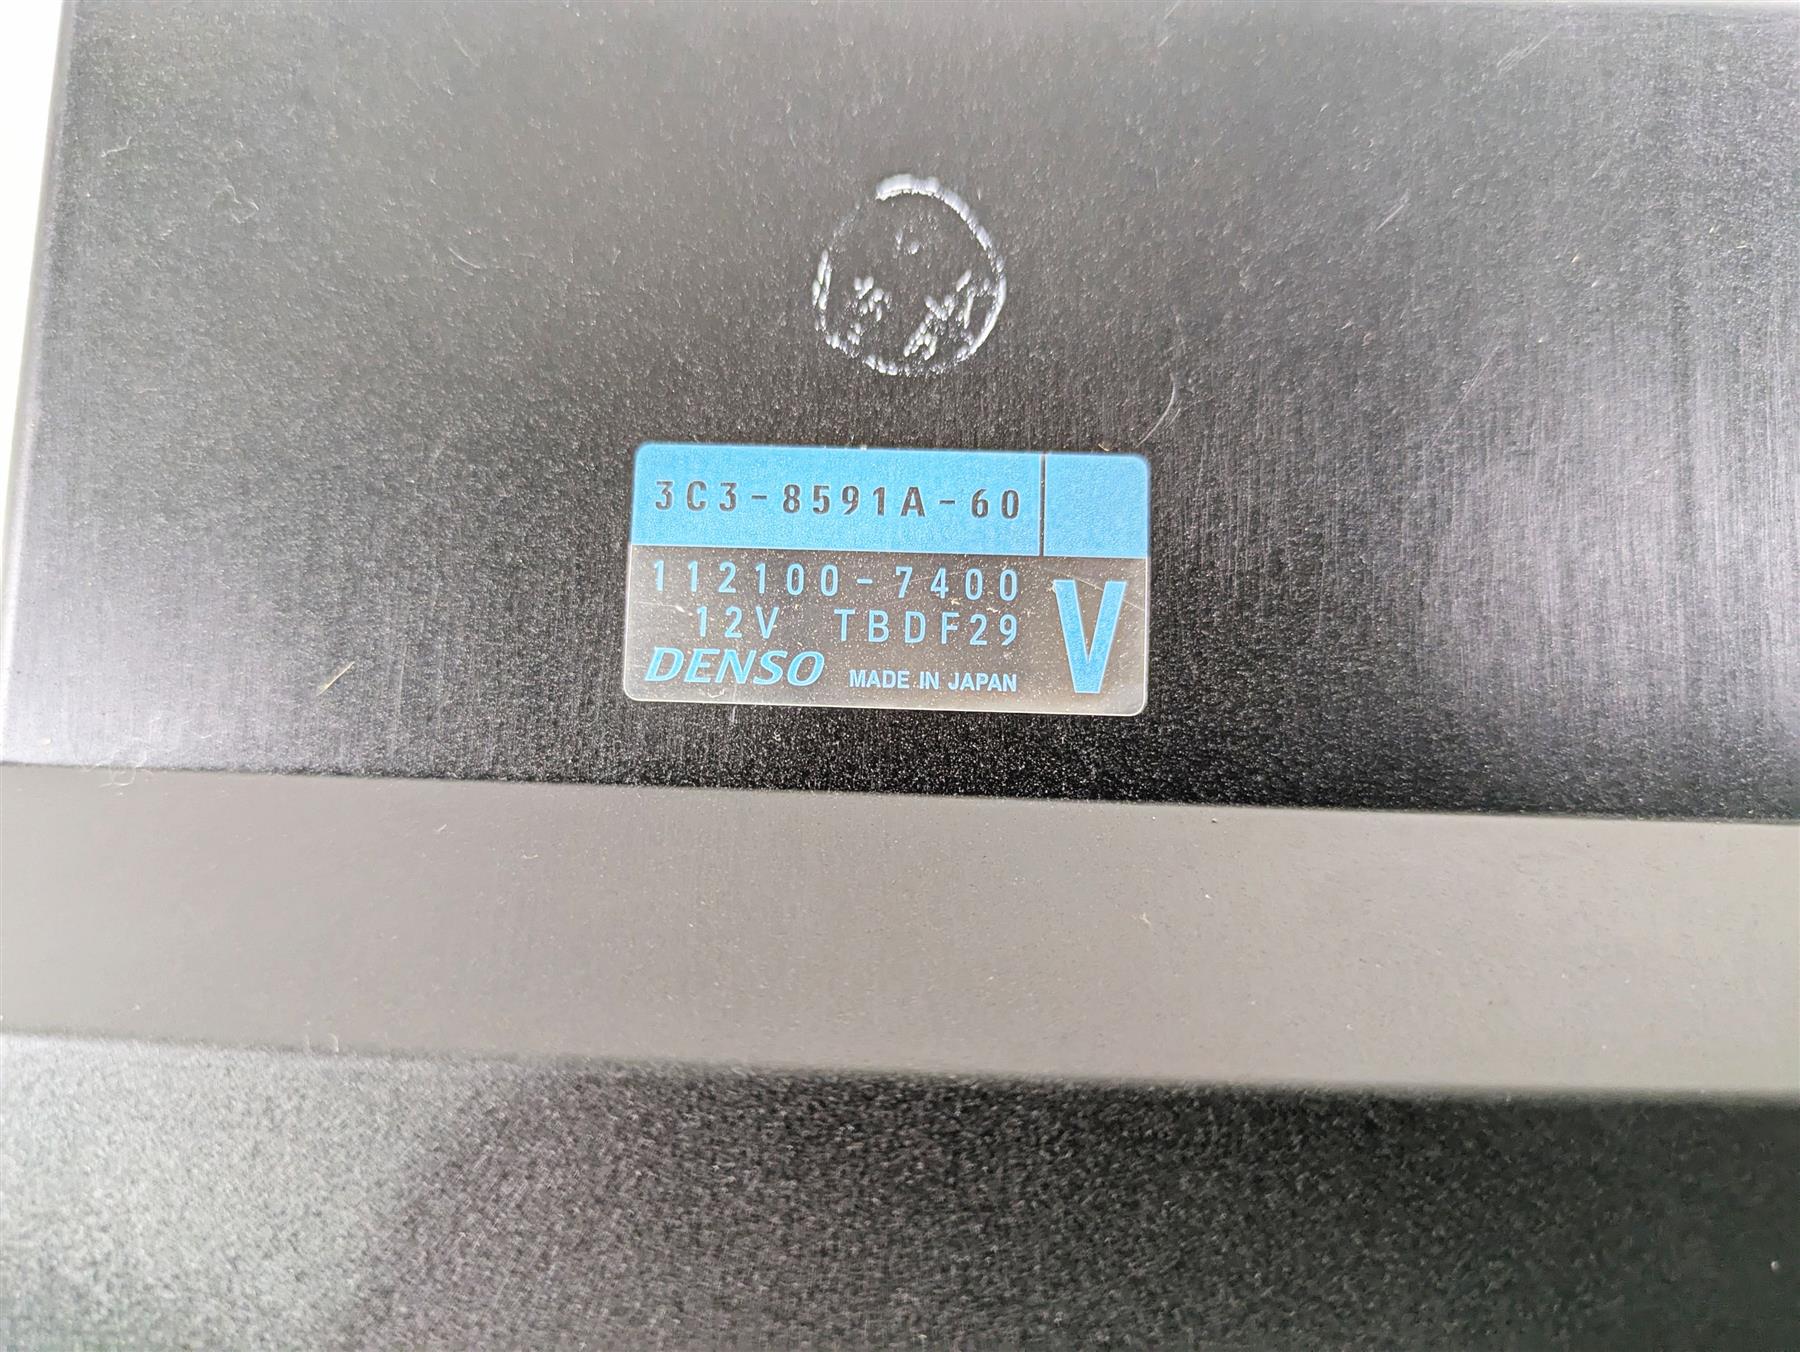 3C3-8591A-60
112100-7400
12V TBDF29
DENSO MADE IN JAPAN
V